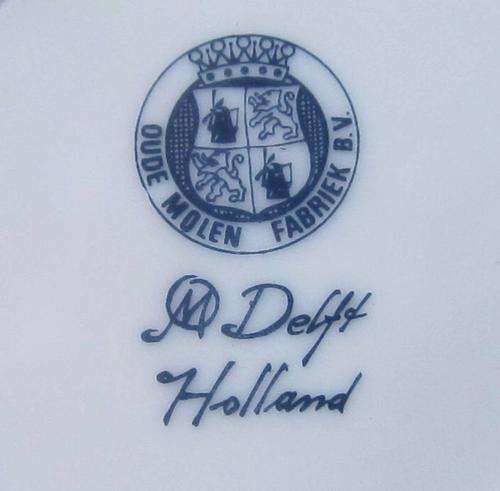 OUDE MOLEN FABRIEK B.V.
OM Delft
Holland